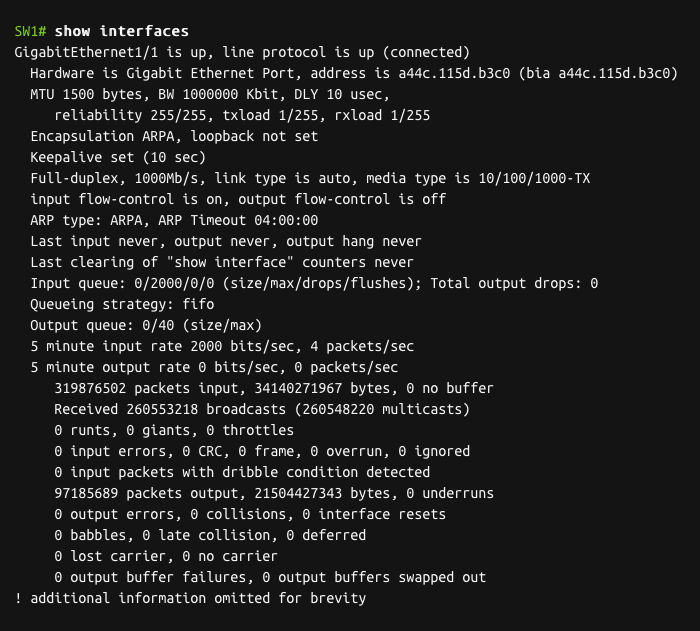 SW1# show interfaces
GigabitEthernet1/1 is up, line protocol is up (connected)
Hardware is Gigabit Ethernet Port, address is a44c.115d.b3c0 (bia a44c.115d.b3c0)
MTU 1500 bytes, BW 1000000 Kbit, DLY 10 usec,
reliability 255/255, txload 1/255, rxload 1/255
Encapsulation ARPA, loopback not set
Keepalive set (10 sec)
Full-duplex, 1000Mb/s, link type is auto, media type is 10/100/1000-TX
input flow-control is on, output flow-control is off
ARP type: ARPA, ARP Timeout 04:00:00
Last input never, output never, output hang never
Last clearing of "show interface" counters never
Input queue: 0/2000/0/0 (size/max/drops/flushes); Total output drops: 0
Queueing strategy: fifo
Output queue: 0/40 (size/max)
5 minute input rate 2000 bits/sec, 4 packets/sec
5 minute output rate 0 bits/sec, 0 packets/sec
319876502 packets input, 34140271967 bytes, 0 no buffer
Received 260553218 broadcasts (260548220 multicasts)
0 runts, 0 giants, 0 throttles
0 input errors, 0 CRC, 0 frame, 0 overrun, 0 ignored
0 input packets with dribble condition detected
97185689 packets output, 21504427343 bytes, 0 underruns
0 output errors, 0 collisions, 0 interface resets
0 babbles, 0 late collision, 0 deferred
0 lost carrier, 0 no carrier
0 output buffer failures, 0 output buffers swapped out
! additional information omitted for brevity